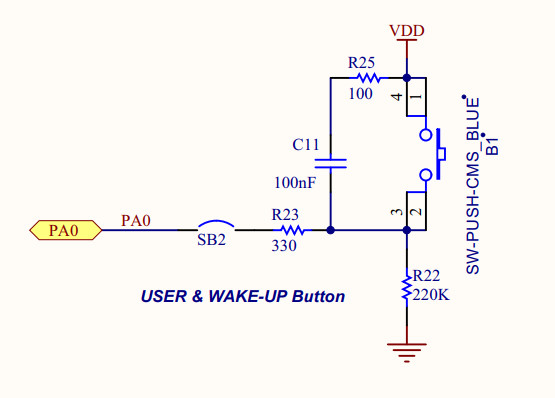 VDD
R25
100
4
1
C11
100nF
SW-PUSH-CMS_BLUE
B1
3
2
PA0
PA0
SB2
R23
330
R22
220K
USER & WAKE-UP Button